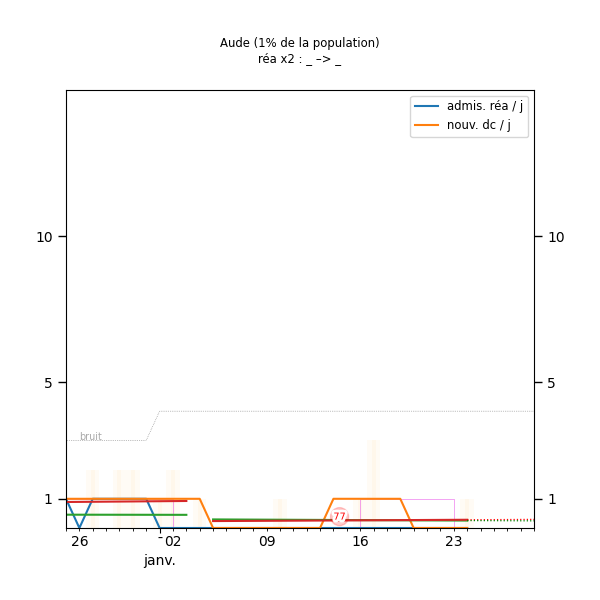 Aude (1% de la population)
réa x2 : _ –> _
admis. réa / j
nouv. dc / j
10 10
5 5
bruit
1 1
77
26 02 09 16 23
janv.